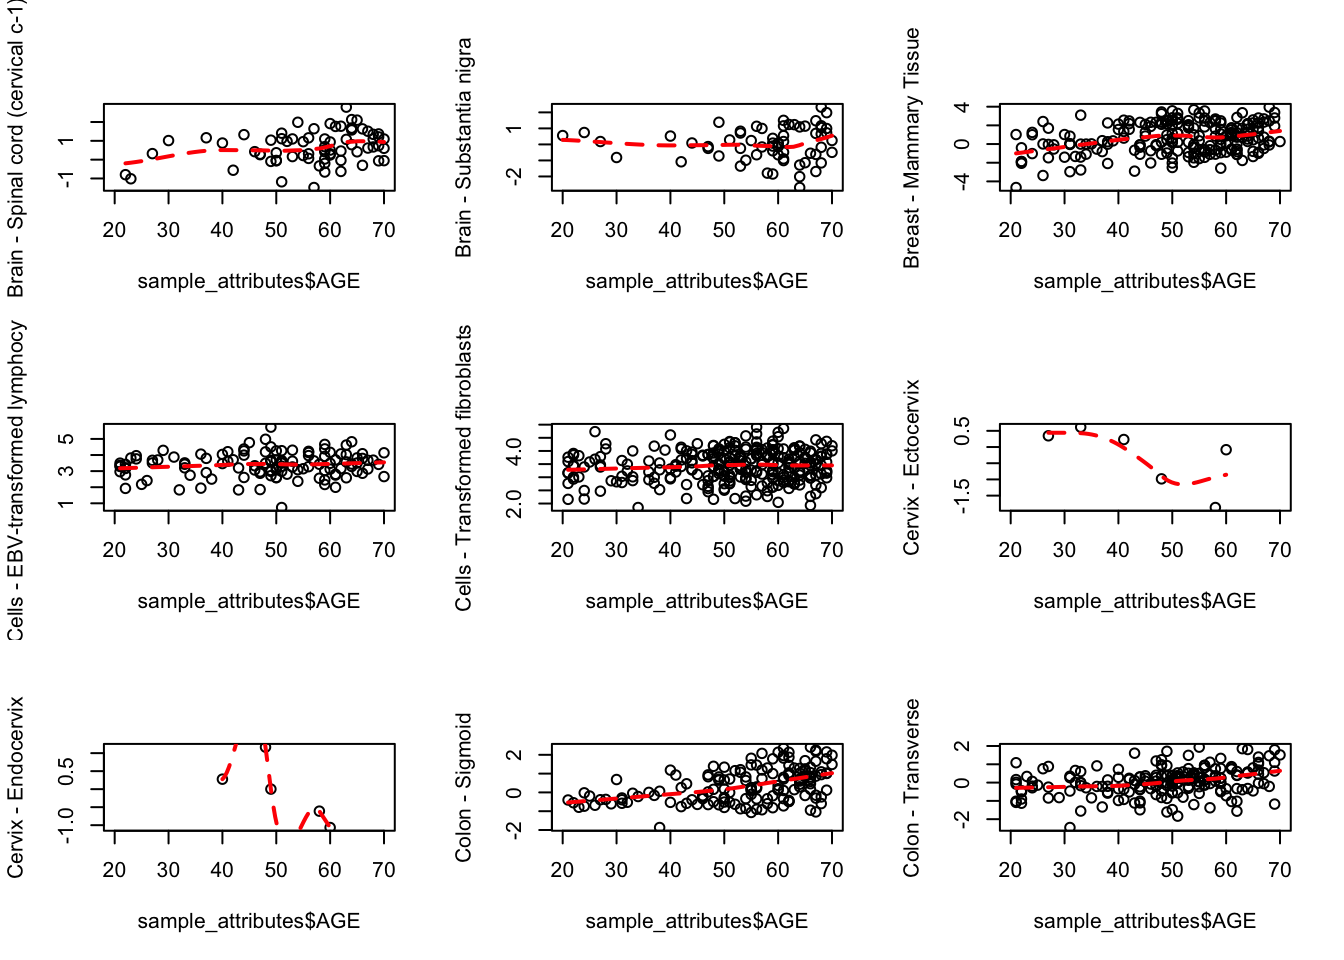 Brain - Spinal cord (cervical c-1)
1
-1
20 30 40 50 60 70
sample_attributes$AGE
Brain - Substantia nigra
1
-2
20 30 40 50 60 70
sample_attributes$AGE
Breast - Mammary Tissue
4
0
-4
20 30 40 50 60 70
sample_attributes$AGE
Cells - EBV-transformed lymphocy
5
3
1
20 30 40 50 60 70
sample_attributes$AGE
Cells - Transformed fibroblasts
4.0
2.0
20 30 40 50 60 70
sample_attributes$AGE
Cervix - Ectocervix
0.5
-1.5
20 30 40 50 60 70
sample_attributes$AGE
Cervix - Endocervix
0.5
-1.0
20 30 40 50 60 70
sample_attributes$AGE
Colon - Sigmoid
2
0
-2
20 30 40 50 60 70
sample_attributes$AGE
Colon - Transverse
2
0
-2
20 30 40 50 60 70
sample_attributes$AGE